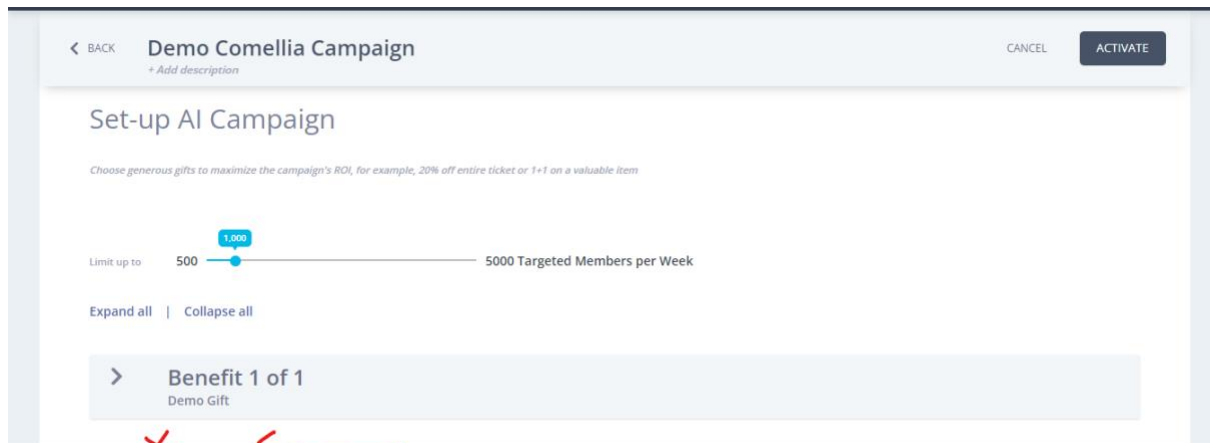 BACK
Demo Comellia Campaign
CANCEL
ACTIVATE
+ Add description
Set-up AI Campaign
Choose generous gifts to maximize the campaign's ROI, for example, 20% off entire ticket or 1+1 on a valuable item
1,000
Limit up to 500 5000 Targeted Members per Week
Expand all | Collapse all
Benefit 1 of 1
Demo Gift